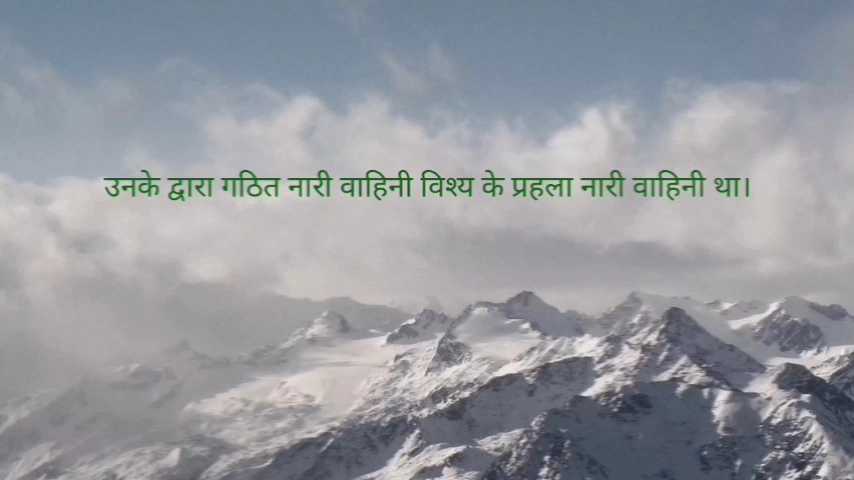 उनके द्वारा गठित नारी वाहिनी विश्य के प्रहला नारी वाहिनी था।